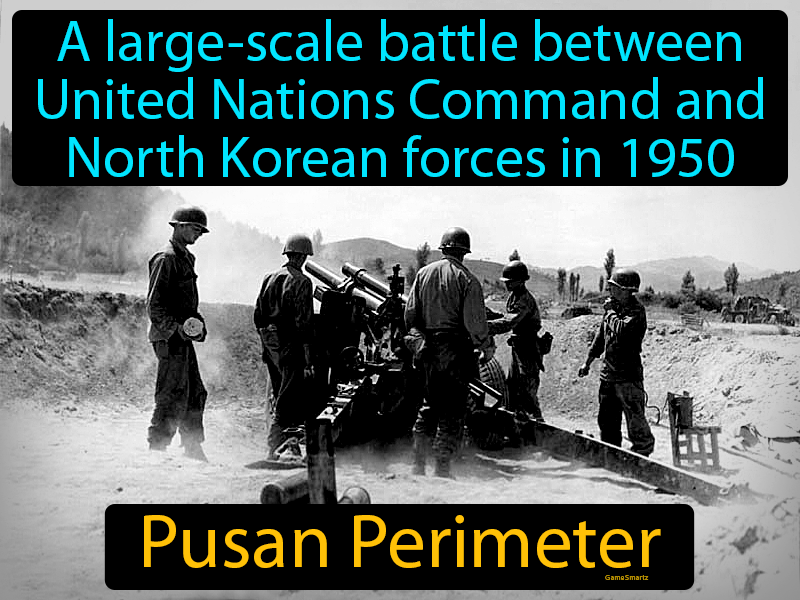 A large-scale battle between
United Nations Command and
North Korean forces in 1950
Pusan Perimeter
GameSmartz